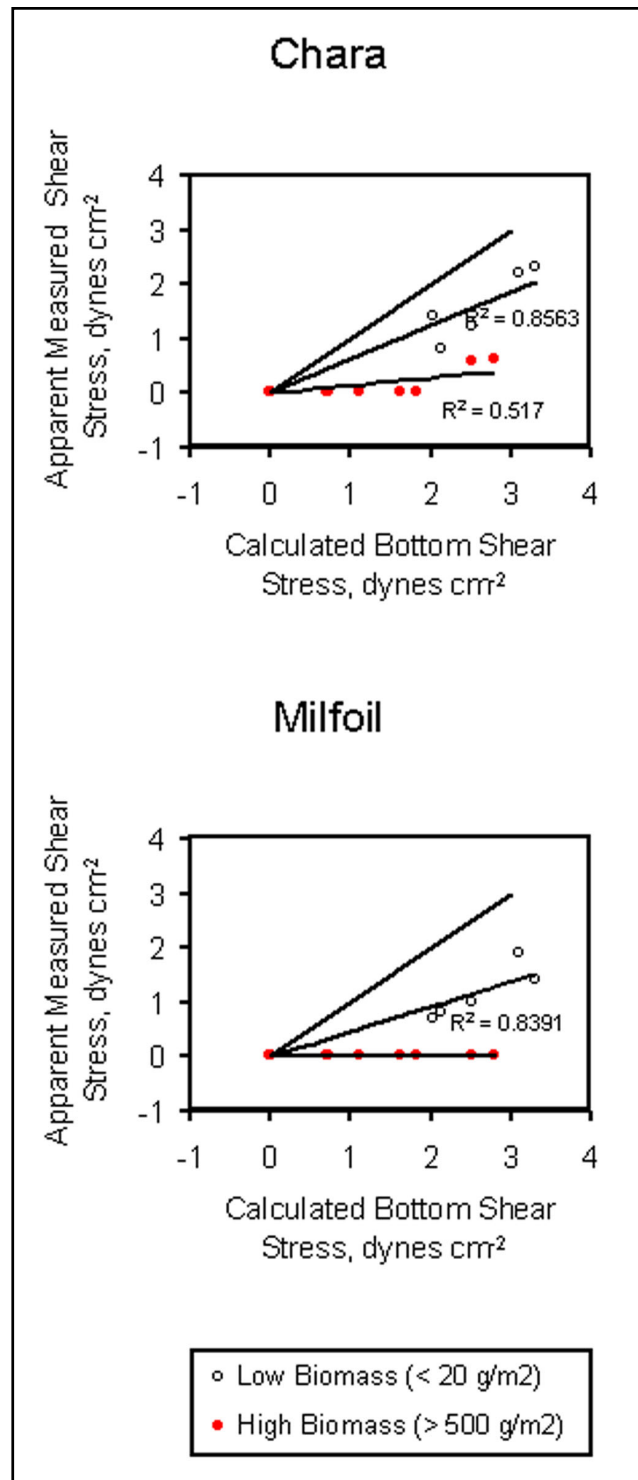 Chara
Apparent Measured Shear
Stress, dynes cm²
4
3
2
1
0
-1
R² = 0.8563
R² = 0.517
-1 0 1 2 3 4
Calculated Bottom Shear
Stress, dynes cm²
Milfoil
Apparent Measured Shear
Stress, dynes cm²
4
3
2
1
0
-1
R² = 0.8391
-1 0 1 2 3 4
Calculated Bottom Shear
Stress, dynes cm²
Low Biomass (< 20 g/m2)
High Biomass (> 500 g/m2)